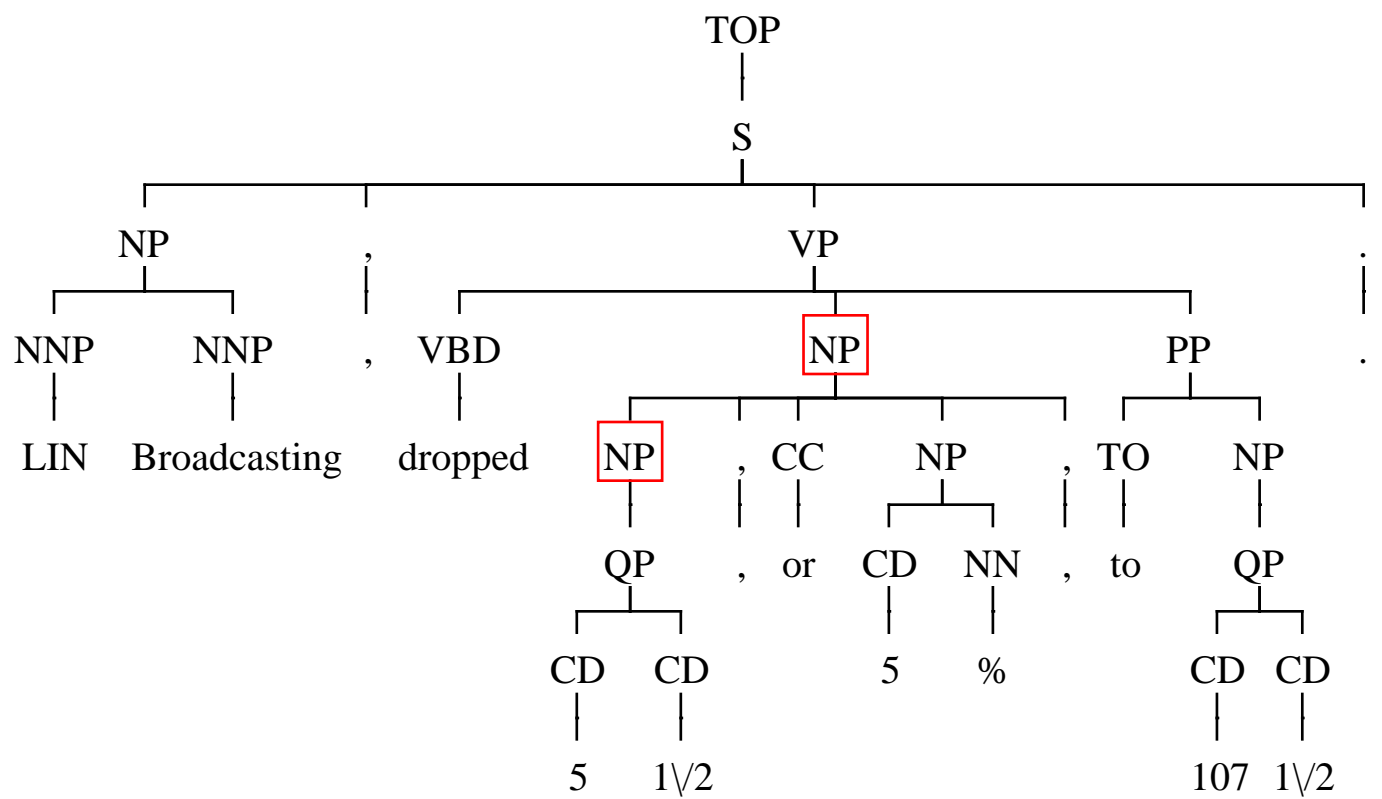 TOP
S
NP , VP .
NNP NNP , VBD NP PP .
LIN Broadcasting dropped NP , CC NP , TO NP
QP , or CD NN , to QP
CD CD 5 % CD CD
5 1\/2 107 1\/2